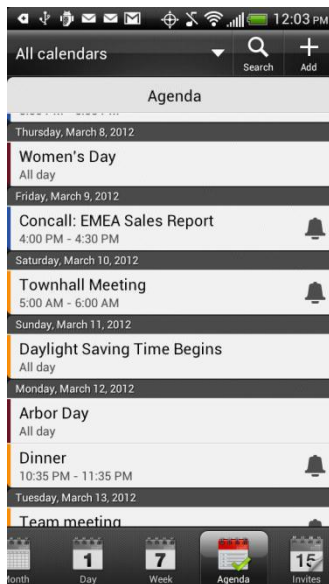 12:03 PM
All calendars
Search
Add
Agenda
Thursday, March 8, 2012
Women's Day
All day
Friday, March 9, 2012
Concall: EMEA Sales Report
4:00 PM - 4:30 PM
Saturday, March 10, 2012
Townhall Meeting
5:00 AM - 6:00 AM
Sunday, March 11, 2012
Daylight Saving Time Begins
All day
Monday, March 12, 2012
Arbor Day
All day
Dinner
10:35 PM - 11:35 PM
Tuesday, March 13, 2012
Team meeting
1
7
15
Month
Day
Week
Agenda
Invites